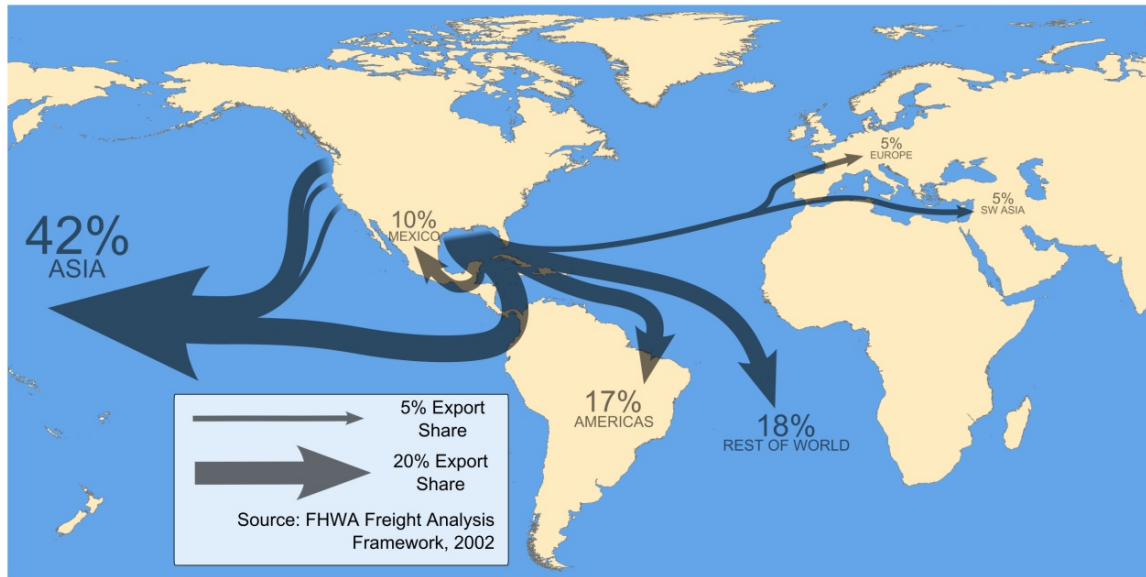 5%
EUROPE
5%
SW ASIA
42%
ASIA
10%
MEXICO
17%
AMERICAS
18%
REST OF WORLD
5% Export
Share
20% Export
Share
Source: FHWA Freight Analysis
Framework, 2002